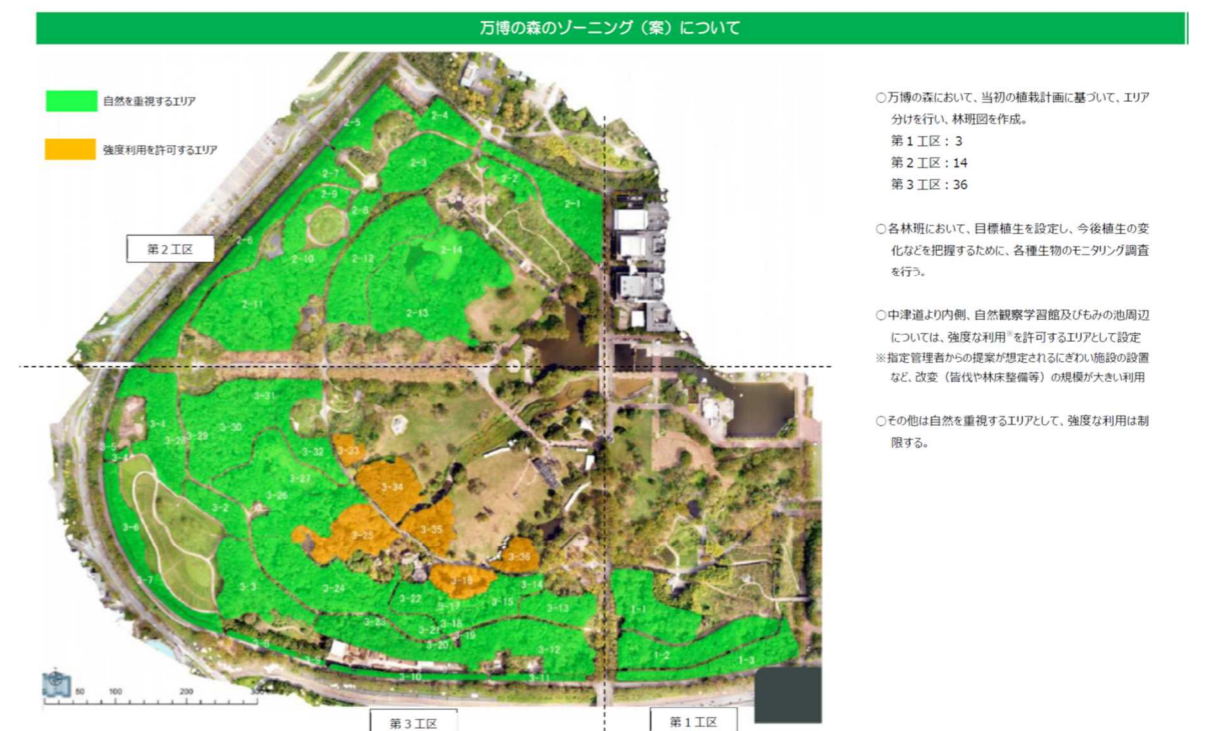 万博の森のゾーニング（案）について
自然を重視するエリア
強度利用を許可するエリア
○万博の森において、当初の植栽計画に基づいて、エリア
分けを行い、林班図を作成。
第１工区：3
第２工区：14
第３工区：36
○各林班において、目標植生を設定し、今後植生の変
化などを把握するために、各種生物のモニタリング調査
を行う。
○中津道より内側、自然観察学習館及びもみの池周辺
については、強度な利用※を許可するエリアとして設定
※指定管理者からの提案が想定されるにぎわい施設の設置
など、改変（皆伐や林床整備等）の規模が大きい利用
○その他は自然を重視するエリアとして、強度な利用は制
限する。
第２工区
2-5
2-4
2-3
2-7
2-2
2-9
2-8
2-1
2-6
2-14
2-10
2-12
2-11
2-13
3-31
3-4
3-29
3-30
3-28
3-32
3-33
3-5
3-27
3-34
3-26
3-2
3-6
3-35
3-25
3-36
3-7
3-3
3-24
3-16
3-14
3-22
3-17
3-15
3-13
1-1
3-23
3-18
3-21
3-19
3-20
3-12
1-2
1-3
3-10
3-11
50
100
200
300
第３工区
第１工区